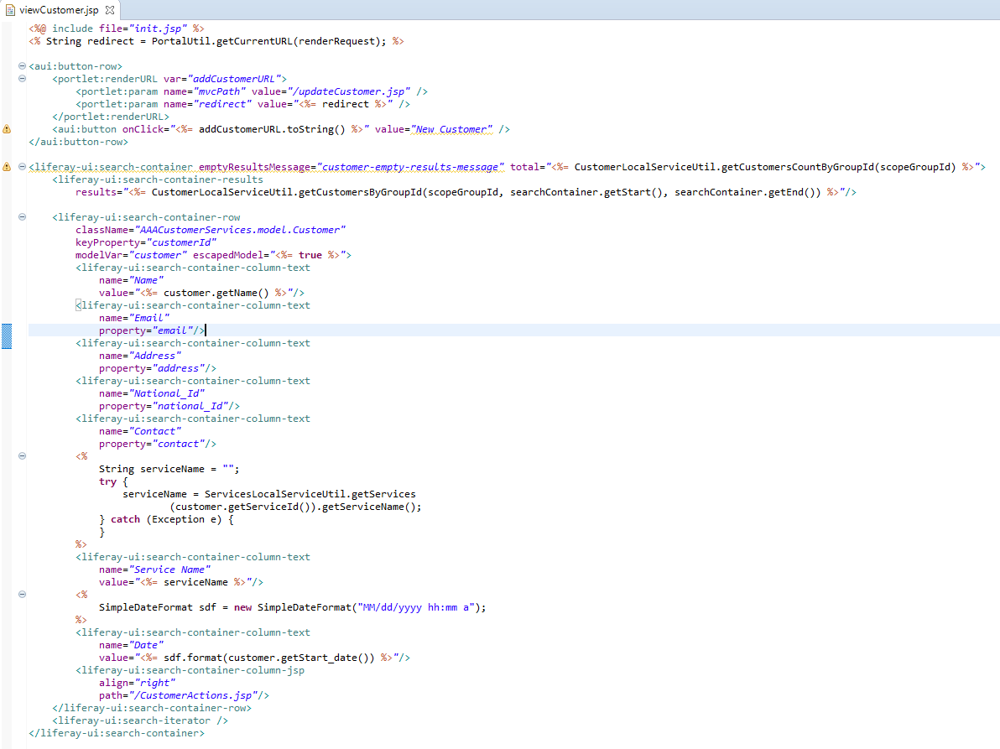 viewCustomer.jsp
<%@ include file="init.jsp" %>
<% String redirect = PortalUtil.getCurrentURL(renderRequest); %>
<aui:button-row>
<portlet:renderURL var="addCustomerURL">
<portlet:param name="mvcPath" value="/updateCustomer.jsp" />
<portlet:param name="redirect" value="<%= redirect %>" />
</portlet:renderURL>
<aui:button onClick="<%= addCustomerURL.toString() %>" value="New Customer" />
</aui:button-row>
<liferay-ui:search-container emptyResultsMessage="customer-empty-results-message" total="<%= CustomerLocalServiceUtil.getCustomersCountByGroupId(scopeGroupId) %>">
<liferay-ui:search-container-results
results="<%= CustomerLocalServiceUtil.getCustomersByGroupId(scopeGroupId, searchContainer.getStart(), searchContainer.getEnd()) %>"/>
<liferay-ui:search-container-row
className="AAACustomerServices.model.Customer"
keyProperty="customerId"
modelVar="customer" escapedModel="<%= true %>">
<liferay-ui:search-container-column-text
name="Name"
value="<%= customer.getName() %>"/>
<liferay-ui:search-container-column-text
name="Email"
property="email"/>
<liferay-ui:search-container-column-text
name="Address"
property="address"/>
<liferay-ui:search-container-column-text
name="National_Id"
property="national_Id"/>
<liferay-ui:search-container-column-text
name="Contact"
property="contact"/>
<%
String serviceName = "";
try {
serviceName = ServicesLocalServiceUtil.getServices
(customer.getServiceId()).getServiceName();
} catch (Exception e) {
}
%>
<liferay-ui:search-container-column-text
name="Service Name"
value="<%= serviceName %>"/>
<%
SimpleDateFormat sdf = new SimpleDateFormat("MM/dd/yyyy hh:mm a");
%>
<liferay-ui:search-container-column-text
name="Date"
value="<%= sdf.format(customer.getStart_date()) %>"/>
<liferay-ui:search-container-column-jsp
align="right"
path="/CustomerActions.jsp"/>
</liferay-ui:search-container-row>
<liferay-ui:search-iterator />
</liferay-ui:search-container>